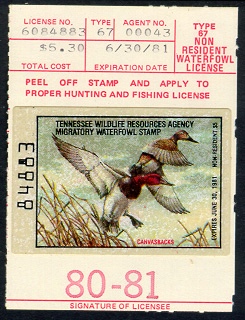 LICENSE NO. TYPE AGENT NO.
6084883 67 00043
$5.30 6/30/81
TOTAL COST EXPIRATION DATE
TYPE
67
NON
RESIDENT
WATERFOWL
LICENSE
PEEL OFF STAMP AND APPLY TO
PROPER HUNTING AND FISHING LICENSE
84883
TENNESSEE WILDLIFE RESOURCES AGENCY
MIGRATORY WATERFOWL STAMP
CANVASBACKS
EXPIRES JUNE 30, 1981 NON-RESIDENT $5
80-81
SIGNATURE OF LICENSEE